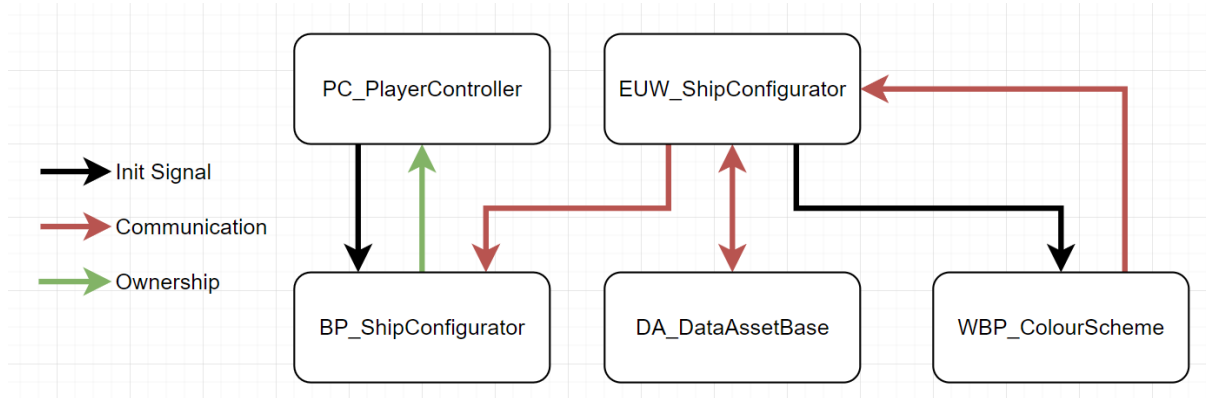 PC_PlayerController
EUW_ShipConfigurator
Init Signal
Communication
Ownership
BP_ShipConfigurator
DA_DataAssetBase
WBP_ColourScheme